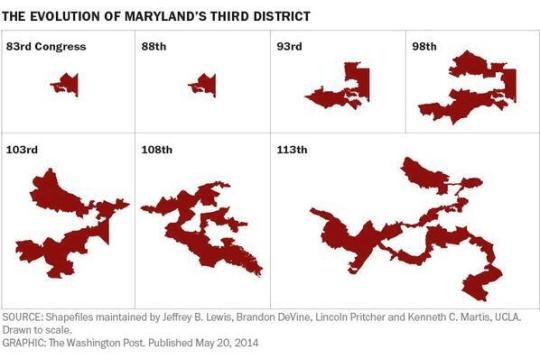 THE EVOLUTION OF MARYLAND'S THIRD DISTRICT
83rd Congress
88th
93rd
98th
103rd
108th
113th
SOURCE: Shapefiles maintained by Jeffrey B. Lewis, Brandon DeVine, Lincoln Pritcher and Kenneth C. Martis, UCLA.
Drawn to scale.
GRAPHIC: The Washington Post. Published May 20, 2014